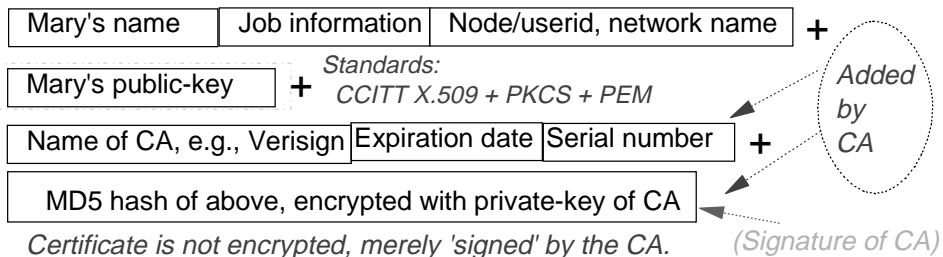 Mary's name Job information Node/userid, network name +
Mary's public-key + Standards:
CCITT X.509 + PKCS + PEM
Added
by
CA
Name of CA, e.g., Verisign Expiration date Serial number +
MD5 hash of above, encrypted with private-key of CA
Certificate is not encrypted, merely 'signed' by the CA.
(Signature of CA)